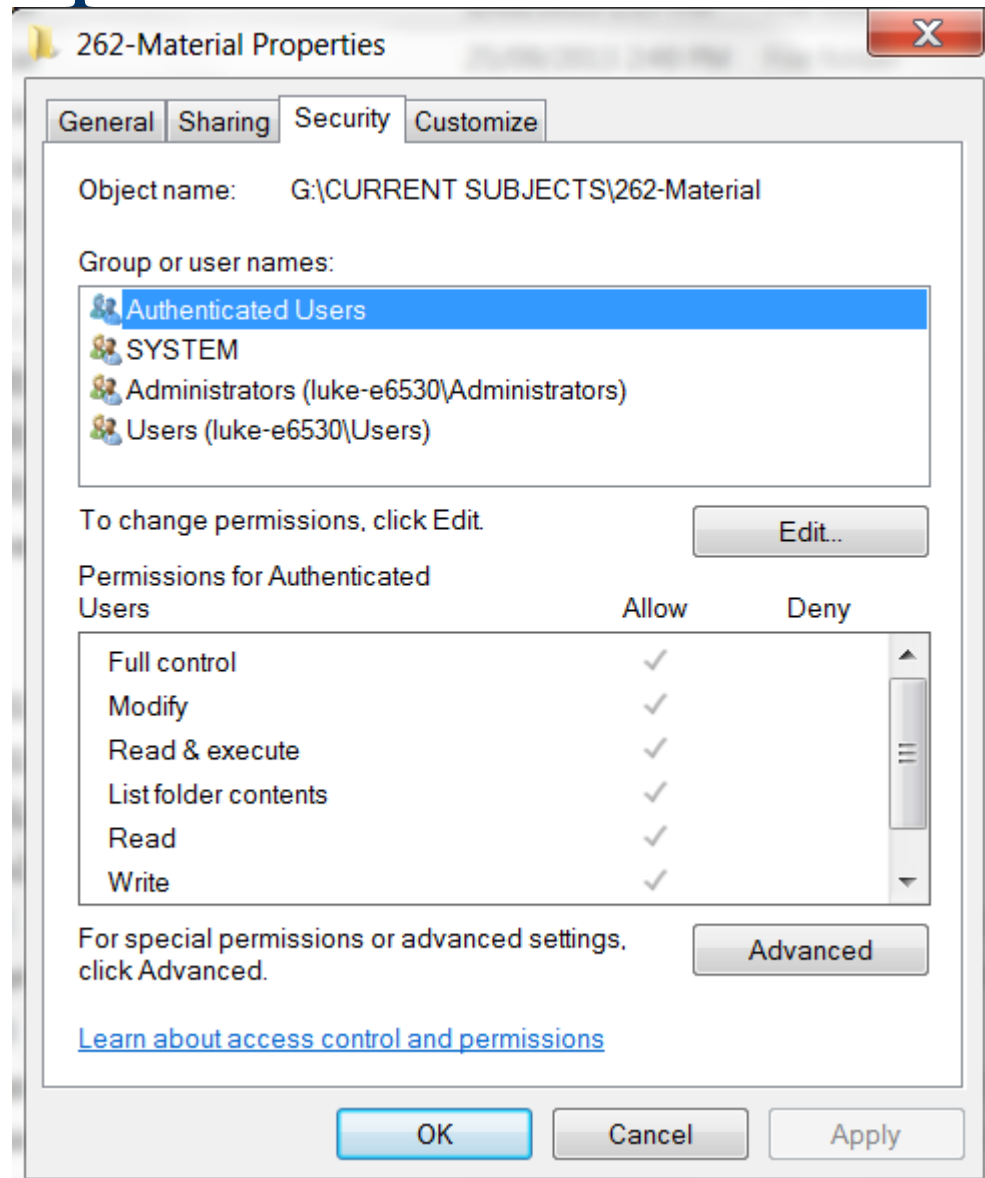 262-Material Properties
General Sharing Security Customize
Object name: G:\CURRENT SUBJECTS\262-Material
Group or user names:
Authenticated Users
SYSTEM
Administrators (luke-e6530\Administrators)
Users (luke-e6530\Users)
To change permissions, click Edit.
Edit...
Permissions for Authenticated
Users Allow Deny
Full control
Modify
Read & execute
List folder contents
Read
Write
For special permissions or advanced settings,
click Advanced.
Advanced
Learn about access control and permissions
OK Cancel Apply